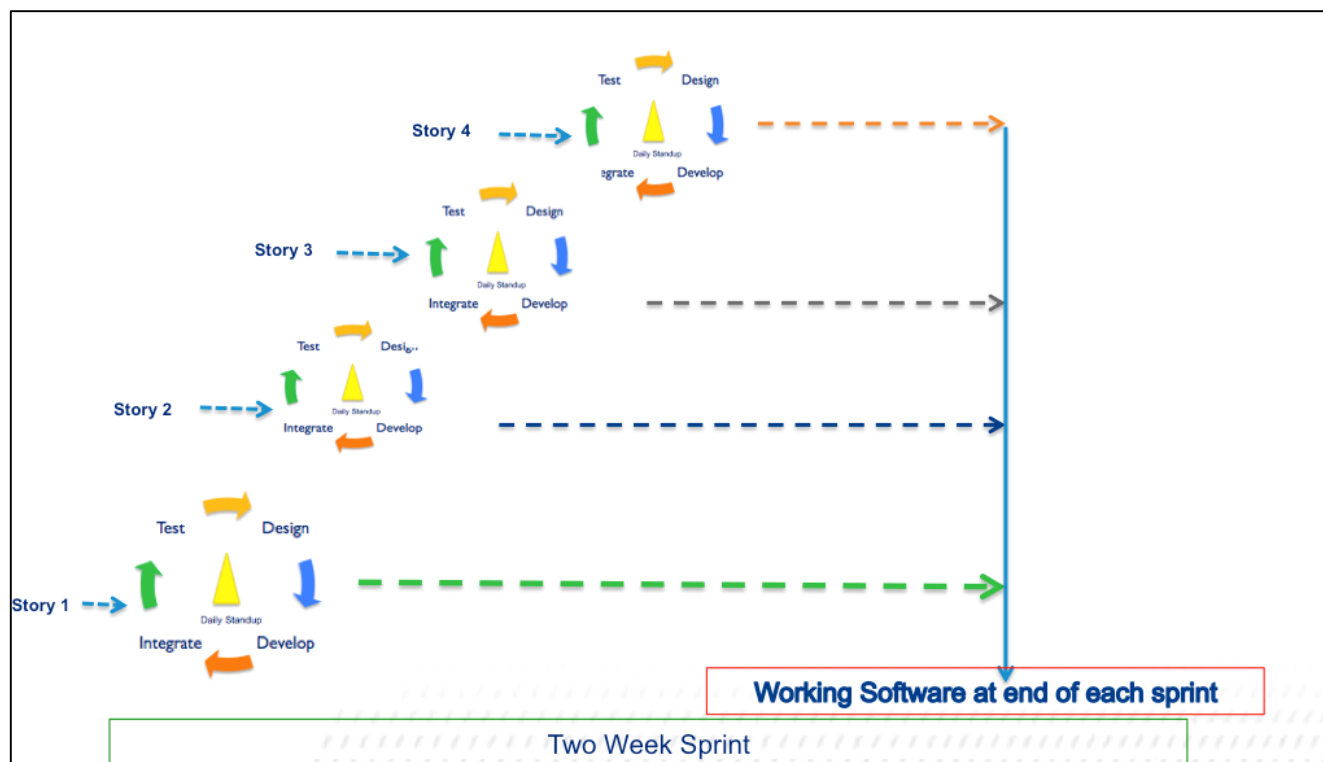 Test
Design
Story 4
Daily Standup
egrate
Develop
Test
Design
Story 3
Daily Standup
Integrate
Develop
Test
Story 2
Daily Standup
Integrate
Develop
Test
Design
Story 1
Daily Standup
Integrate
Develop
Working Software at end of each sprint
Two Week Sprint